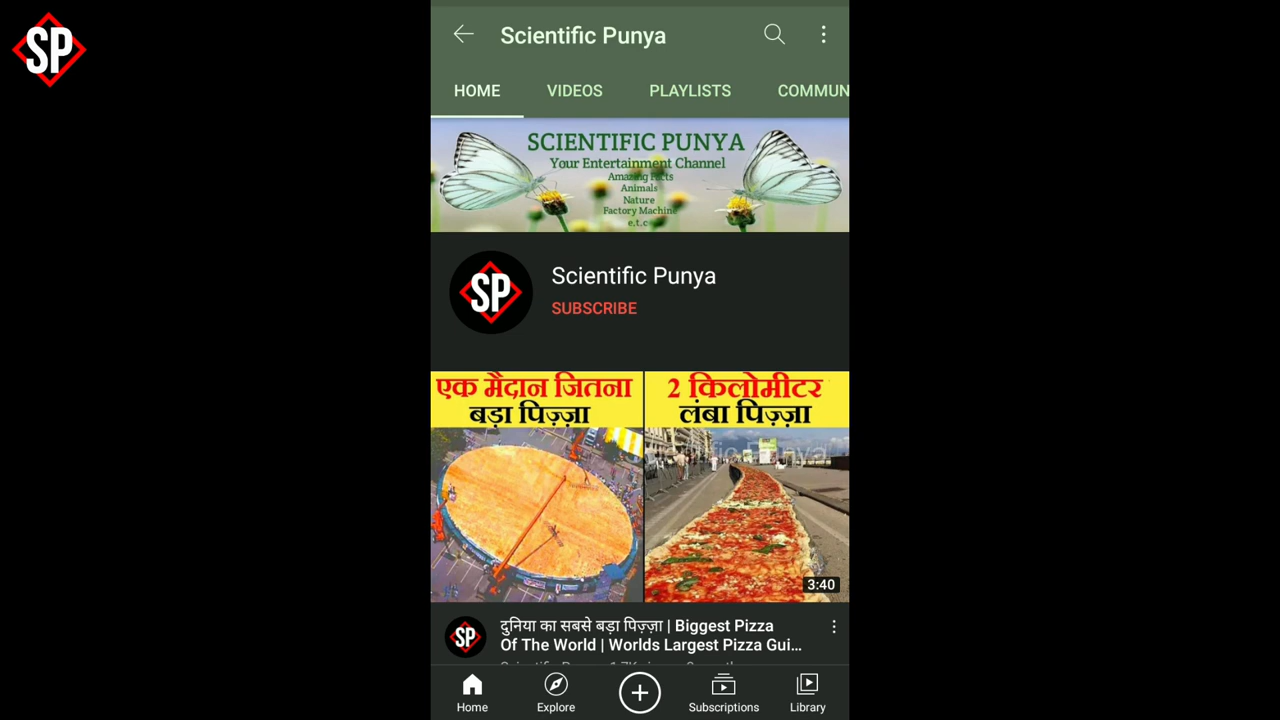 SP
Scientific Punya
HOME VIDEOS PLAYLISTS COMMUN
SCIENTIFIC PUNYA
Your Entertainment Channel
Amazing Facts
Animals
Nature
Factory Machine
e.t.c
SP
Scientific Punya
SUBSCRIBE
एक मैदान जितना
बड़ा पिज़्ज़ा
2 किलोमीटर
लंबा पिज़्ज़ा
3:40
SP
दुनिया का सबसे बड़ा पिज़्ज़ा | Biggest Pizza
Of The World | Worlds Largest Pizza Gui...
Home Explore Subscriptions Library